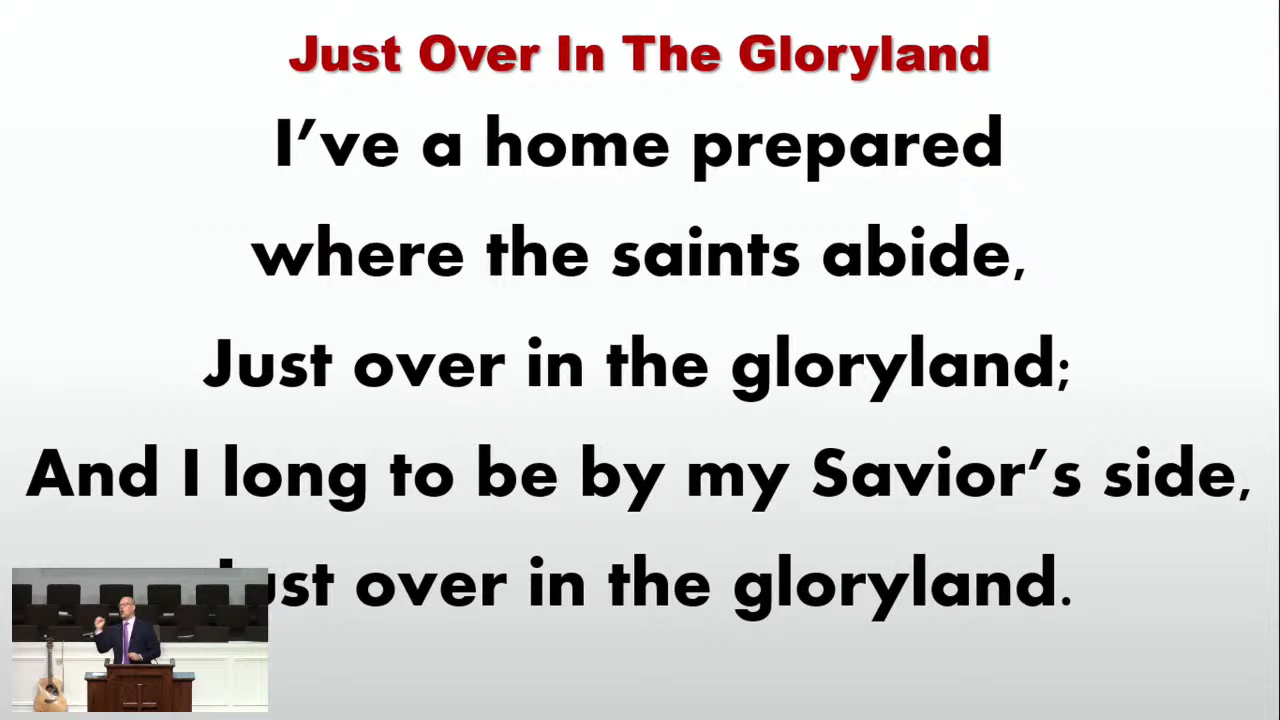 Just Over In The Gloryland
I’ve a home prepared
where the saints abide,
Just over in the gloryland;
And I long to be by my Savior’s side,
Just over in the gloryland.